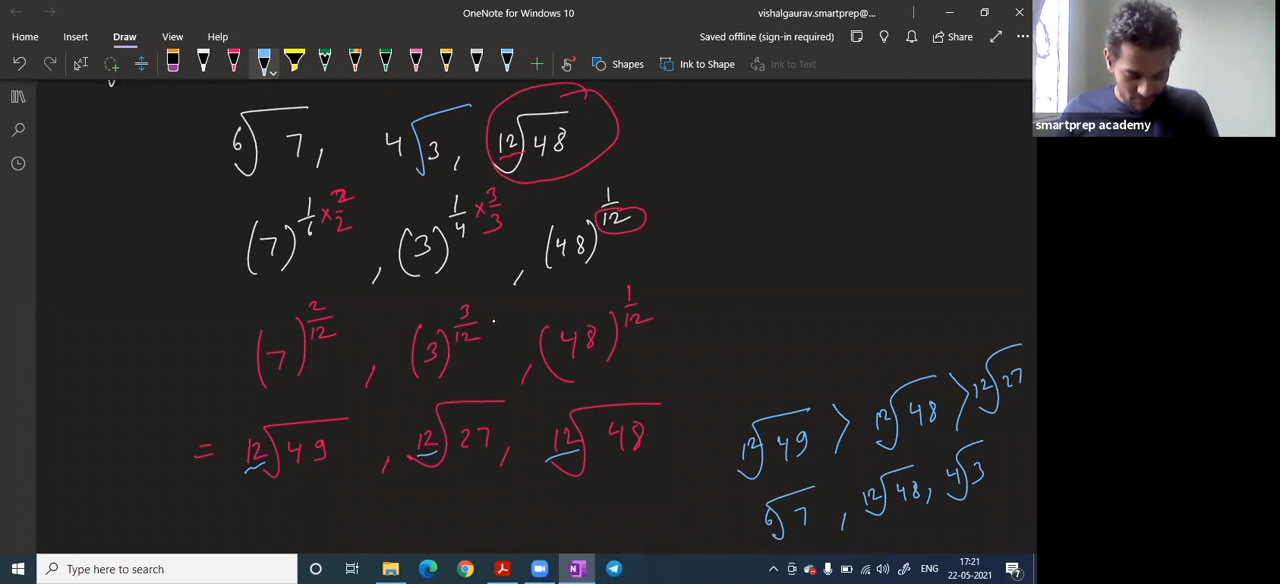 OneNote for Windows 10
vishalgaurav.smartprep@...
Home Insert Draw View Help
Saved offline (sign-in required) Share
Shapes Ink to Shape Ink to Text
smartprep academy
⁶√7, ⁴√3, ¹²√48
(7)^(1/6 × 2/2), (3)^(1/4 × 3/3), (48)^(1/12)
(7)^(2/12), (3)^(3/12), (48)^(1/12)
= ¹²√49, ¹²√27, ¹²√48
¹²√49 > ¹²√48 > ¹²√27
⁶√7, ¹²√48, ⁴√3
Type here to search
ENG
17:21
22-05-2021
7